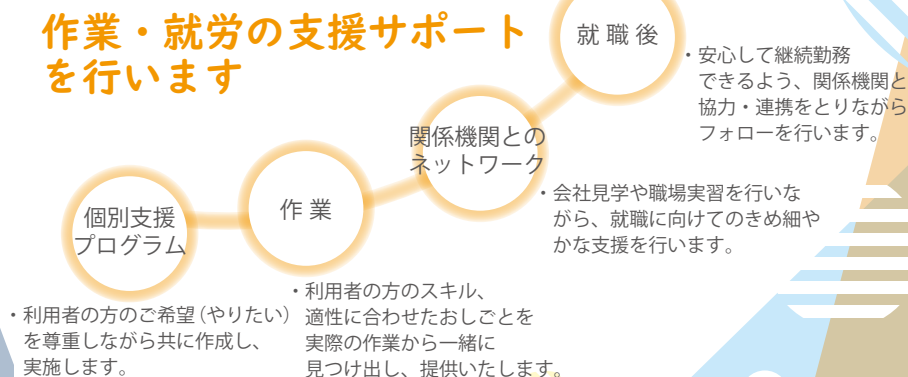 作業・就労の支援サポート
を行います
個別支援
プログラム
・利用者の方のご希望（やりたい）
を尊重しながら共に作成し、
実施します。
作 業
・利用者の方のスキル、
適性に合わせたおしごとを
実際の作業から一緒に
見つけ出し、提供いたします。
関係機関との
ネットワーク
・会社見学や職場実習を行いな
がら、就職に向けてのきめ細や
かな支援を行います。
就 職 後
・安心して継続勤務
できるよう、関係機関と
協力・連携をとりながら
フォローを行います。